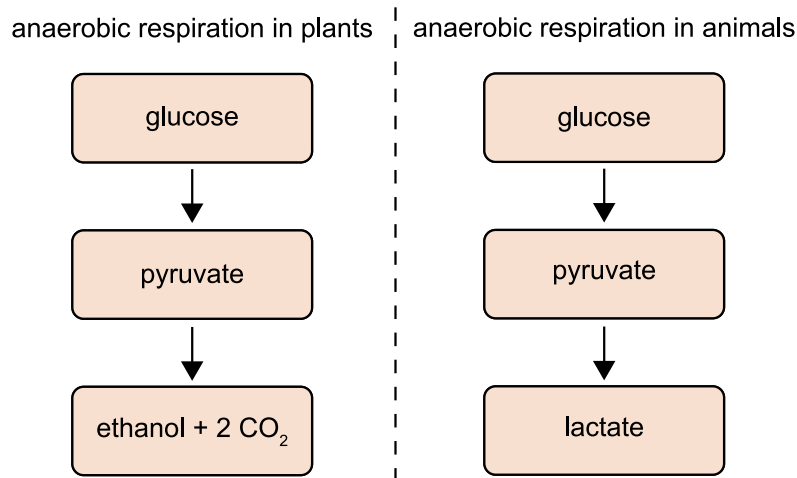 anaerobic respiration in plants
glucose
pyruvate
ethanol + 2 CO₂
anaerobic respiration in animals
glucose
pyruvate
lactate